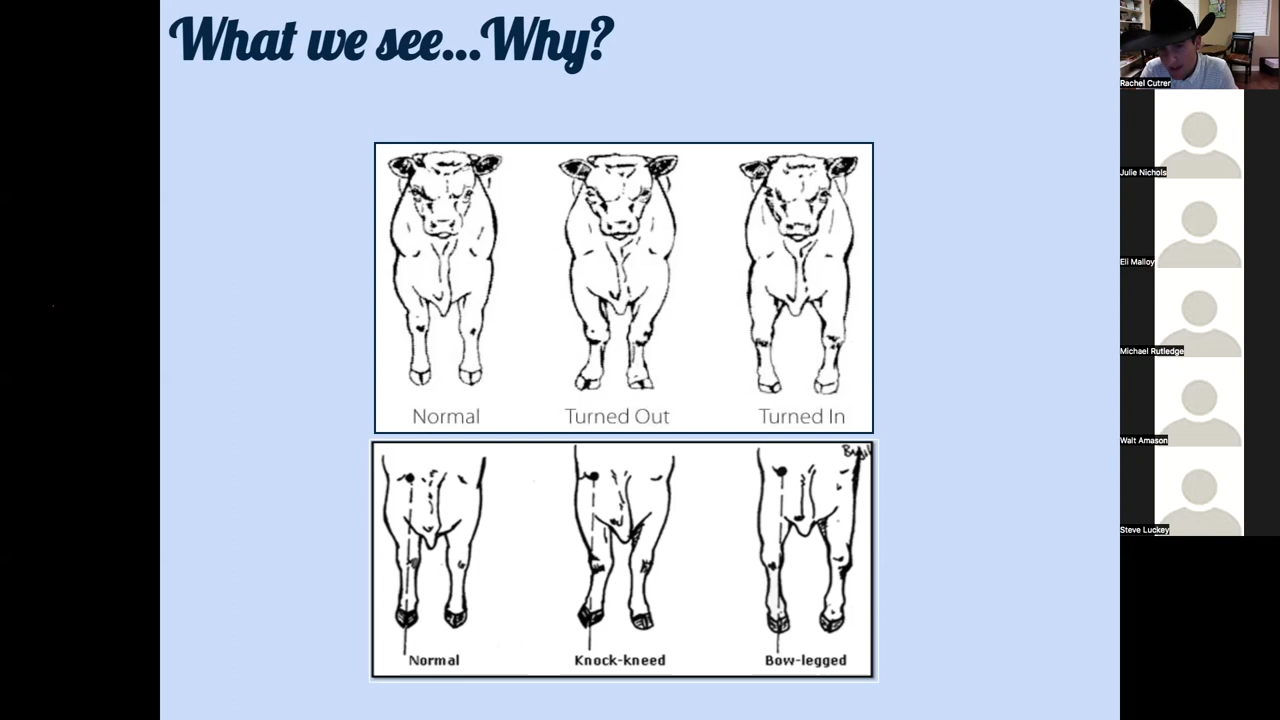 What we see...Why?
Normal Turned Out Turned In
Normal Knock-kneed Bow-legged
Rachel Cutrer
Julie Nichols
Eli Malloy
Michael Rutledge
Walt Amason
Steve Luckey